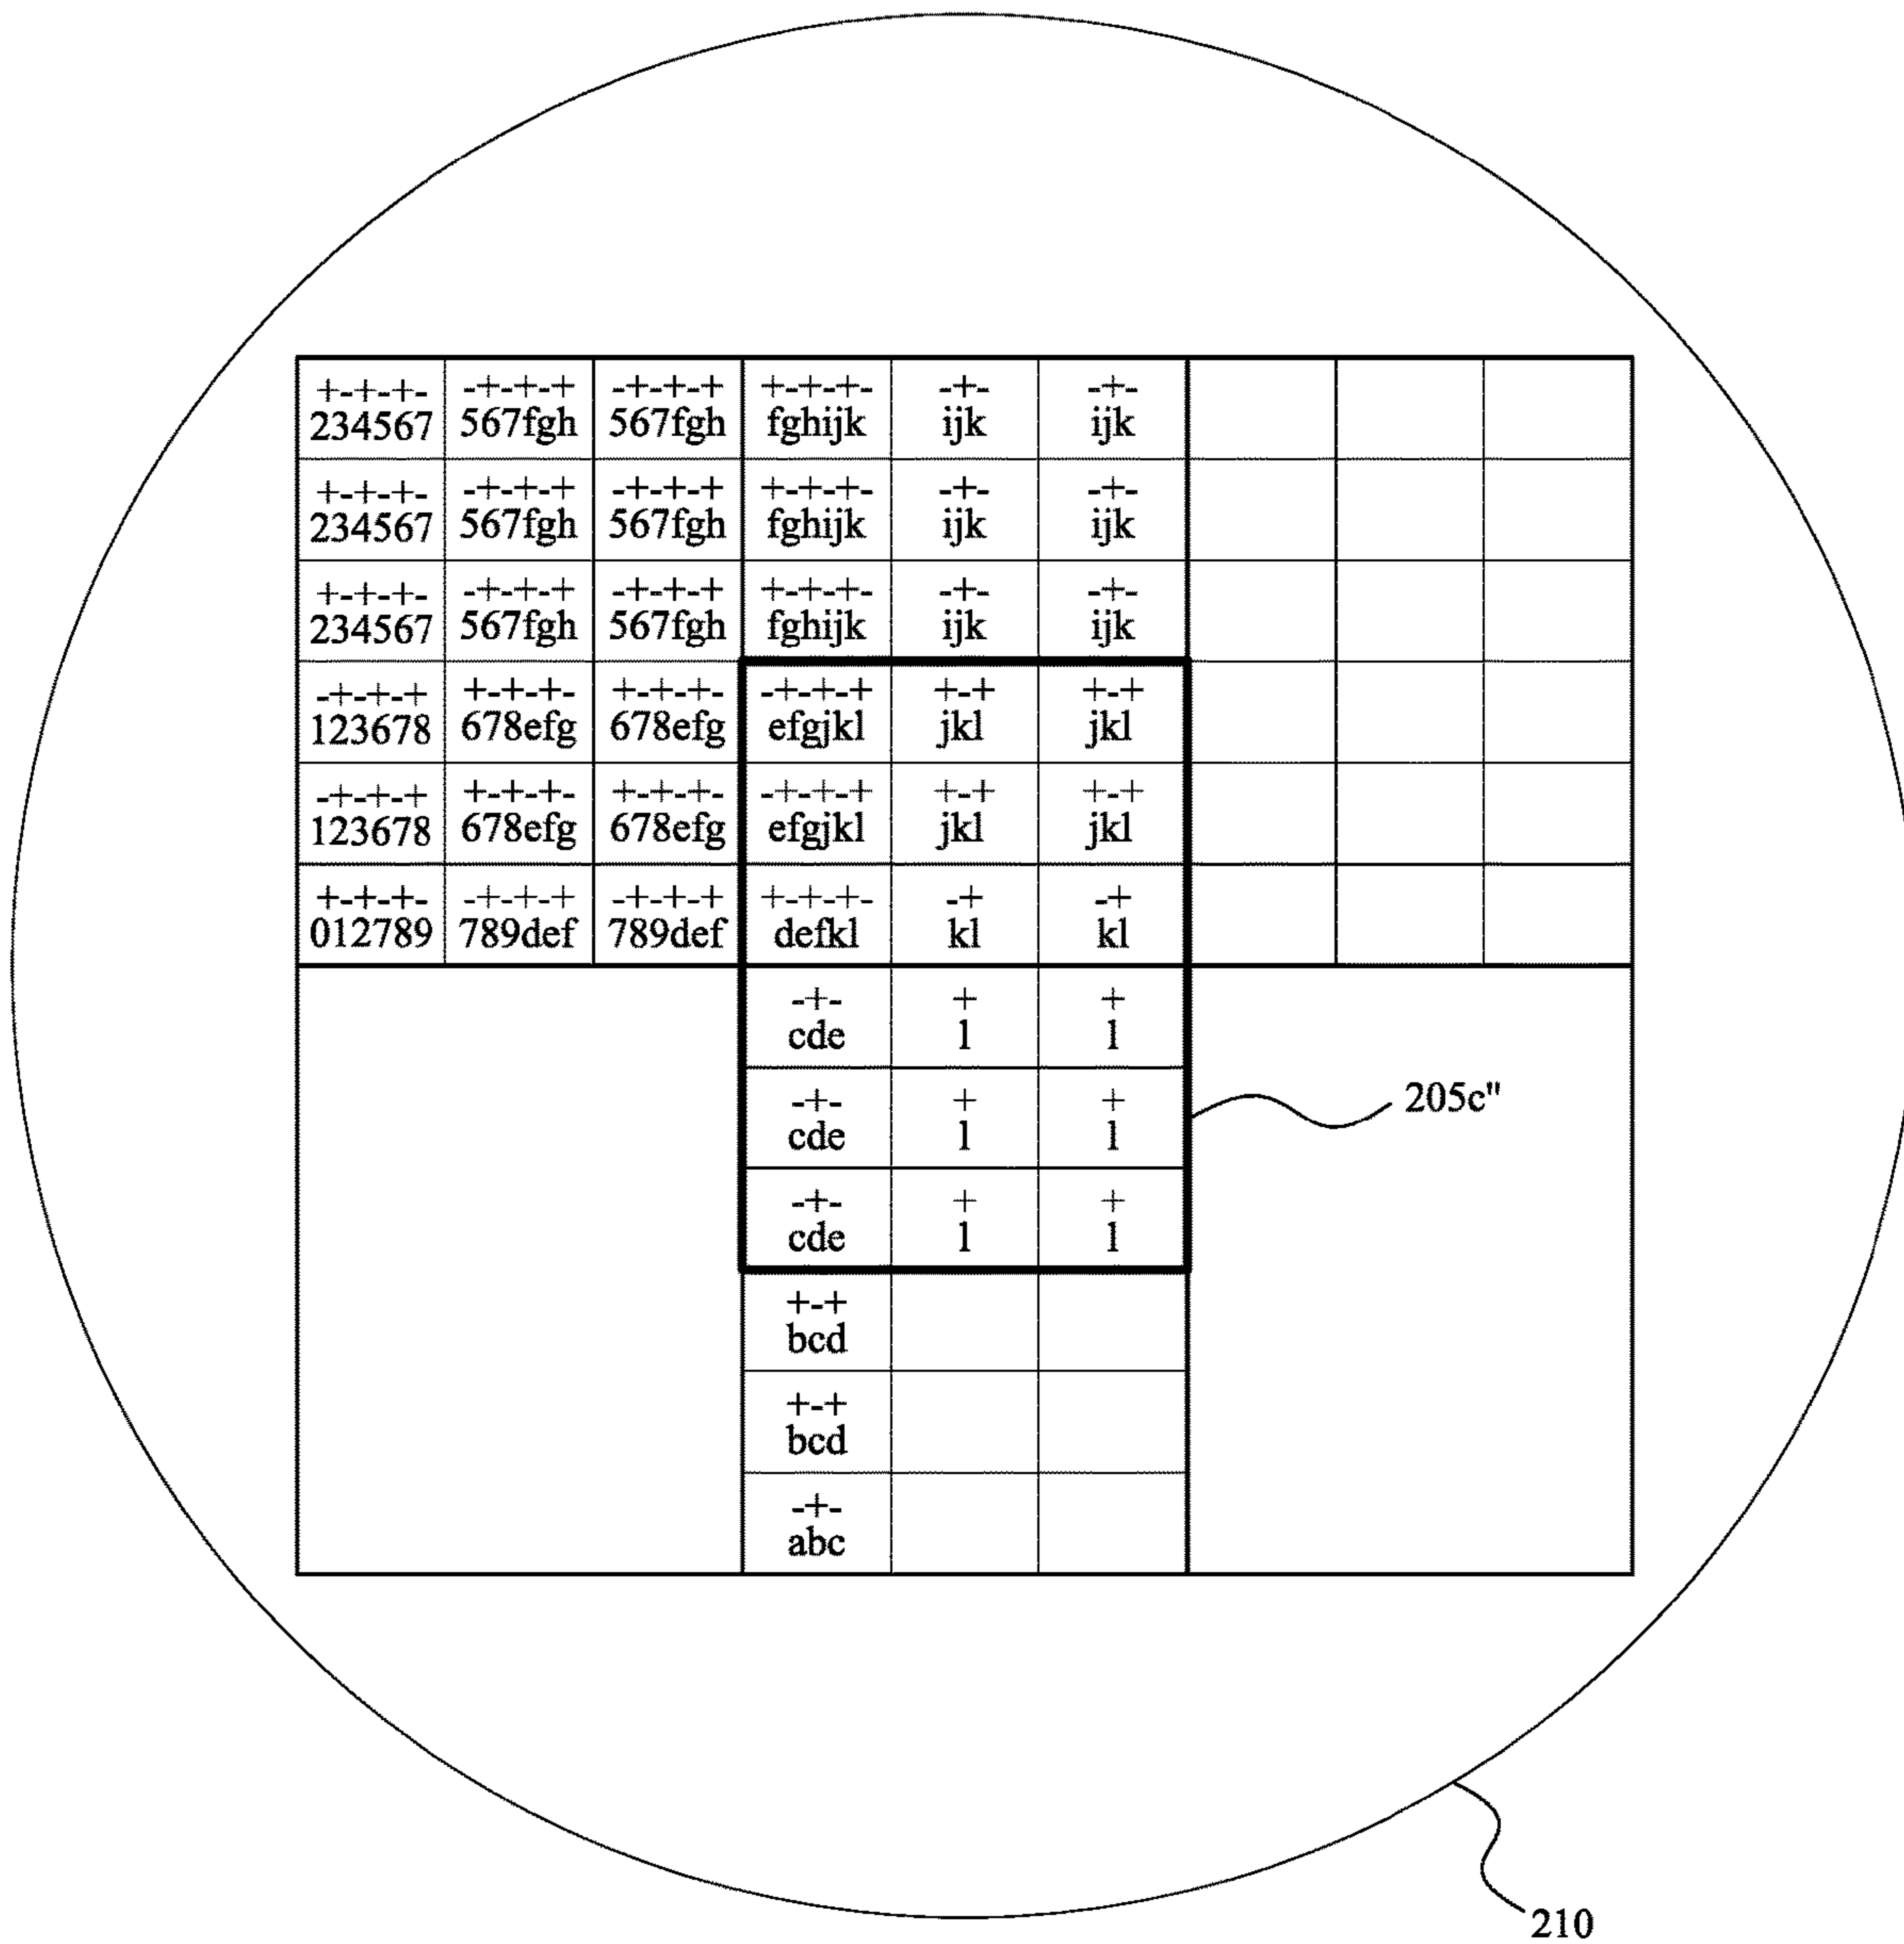 +-+-+- -+-+-+ -+-+-+ +-+-+- -+- -+-
234567 567fgh 567fgh fghijk ijk ijk
+-+-+- -+-+-+ -+-+-+ +-+-+- -+- -+-
234567 567fgh 567fgh fghijk ijk ijk
+-+-+- -+-+-+ -+-+-+ +-+-+- -+- -+-
234567 567fgh 567fgh fghijk ijk ijk
-+-+-+ +-+-+- +-+-+- -+-+-+ +-+ +-+
123678 678efg 678efg efgjkl jkl jkl
-+-+-+ +-+-+- +-+-+- -+-+-+ +-+ +-+
123678 678efg 678efg efgjkl jkl jkl
+-+-+- -+-+-+ -+-+-+ +-+-+- -+ -+
012789 789def 789def defkl kl kl
-+- + +
cde l l
-+- + +
cde l l
205c"
-+- + +
cde l l
+-+
bcd
+-+
bcd
-+-
abc
210